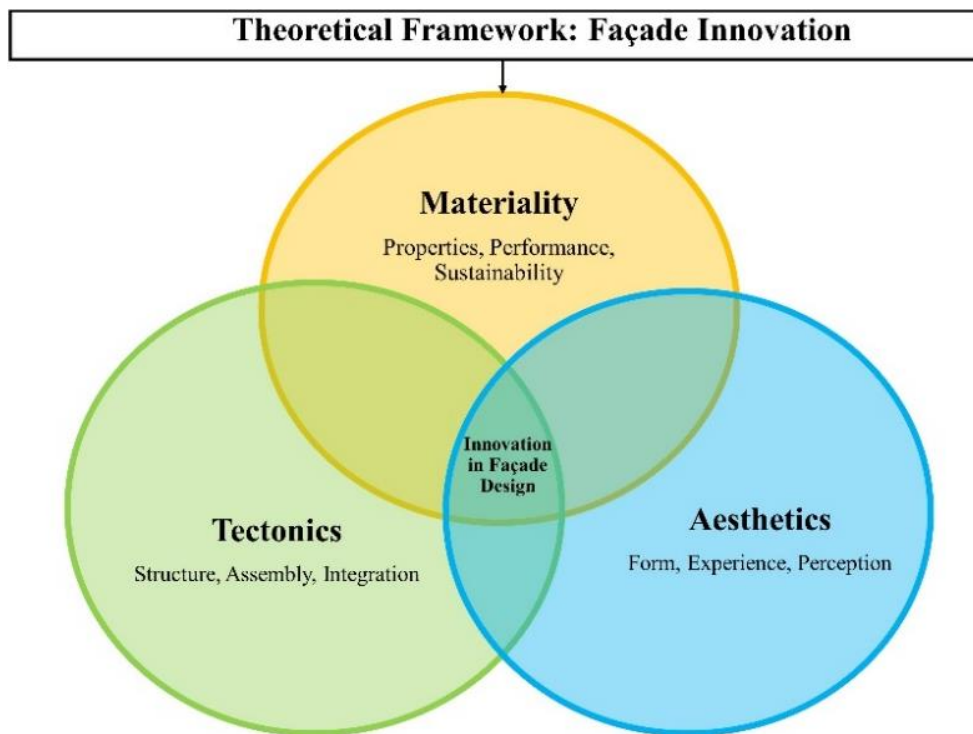 Theoretical Framework: Façade Innovation
Materiality
Properties, Performance,
Sustainability
Innovation
in Façade
Design
Tectonics
Structure, Assembly, Integration
Aesthetics
Form, Experience, Perception